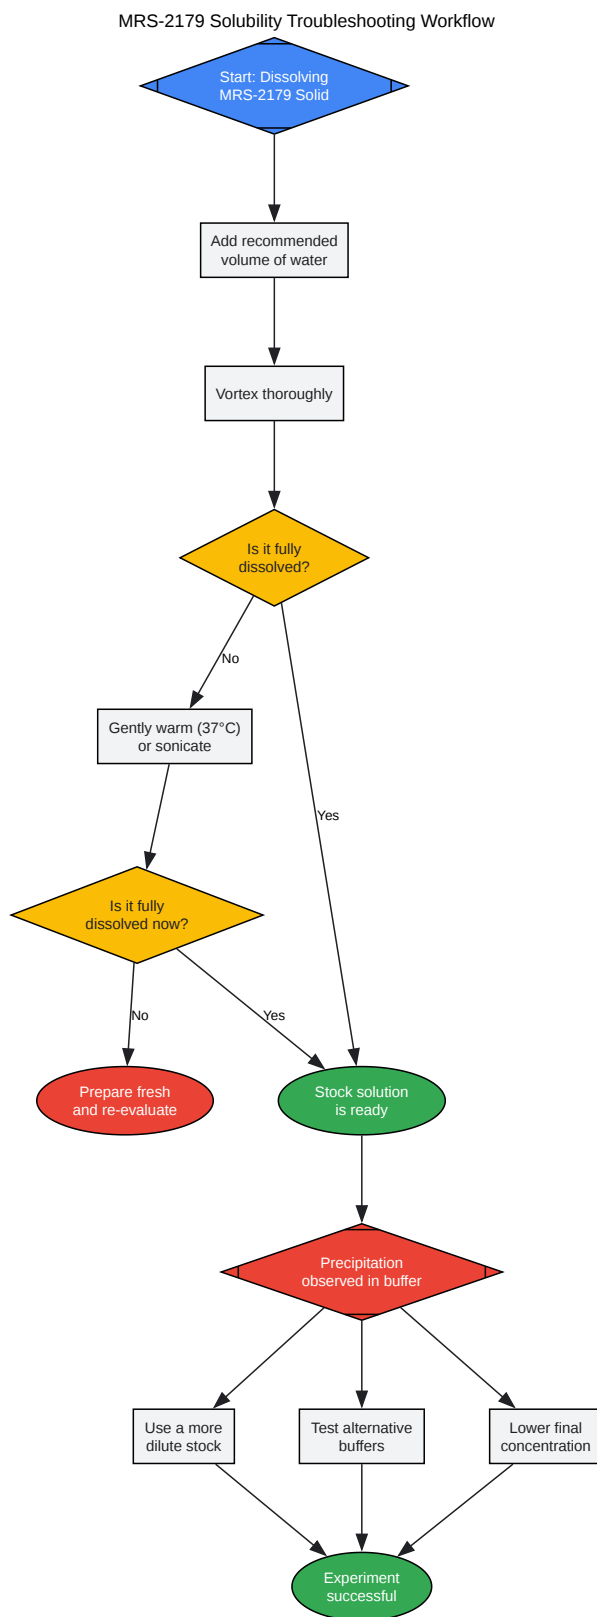 MRS-2179 Solubility Troubleshooting Workflow
Start: Dissolving
MRS-2179 Solid
Add recommended
volume of water
Vortex thoroughly
Is it fully
dissolved?
No
Gently warm (37°C)
or sonicate
Yes
Is it fully
dissolved now?
No
Yes
Prepare fresh
and re-evaluate
Stock solution
is ready
Precipitation
observed in buffer
Use a more
dilute stock
Test alternative
buffers
Lower final
concentration
Experiment
successful